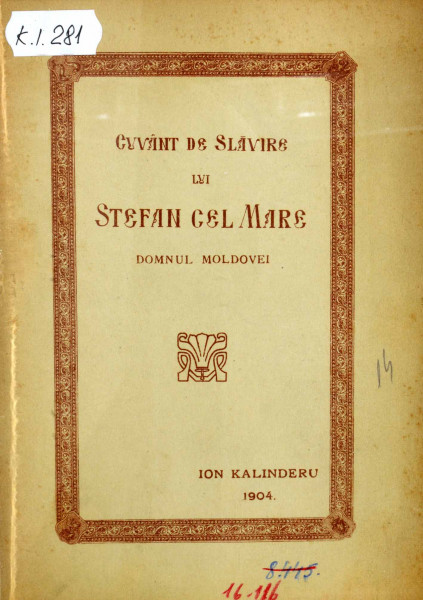 K.I. 281
CUVÂNT DE SLĂVIRE
LUI
STEFAN CEL MARE
DOMNUL MOLDOVEI
14
ION KALINDERU
1904.
8.445.
16-116